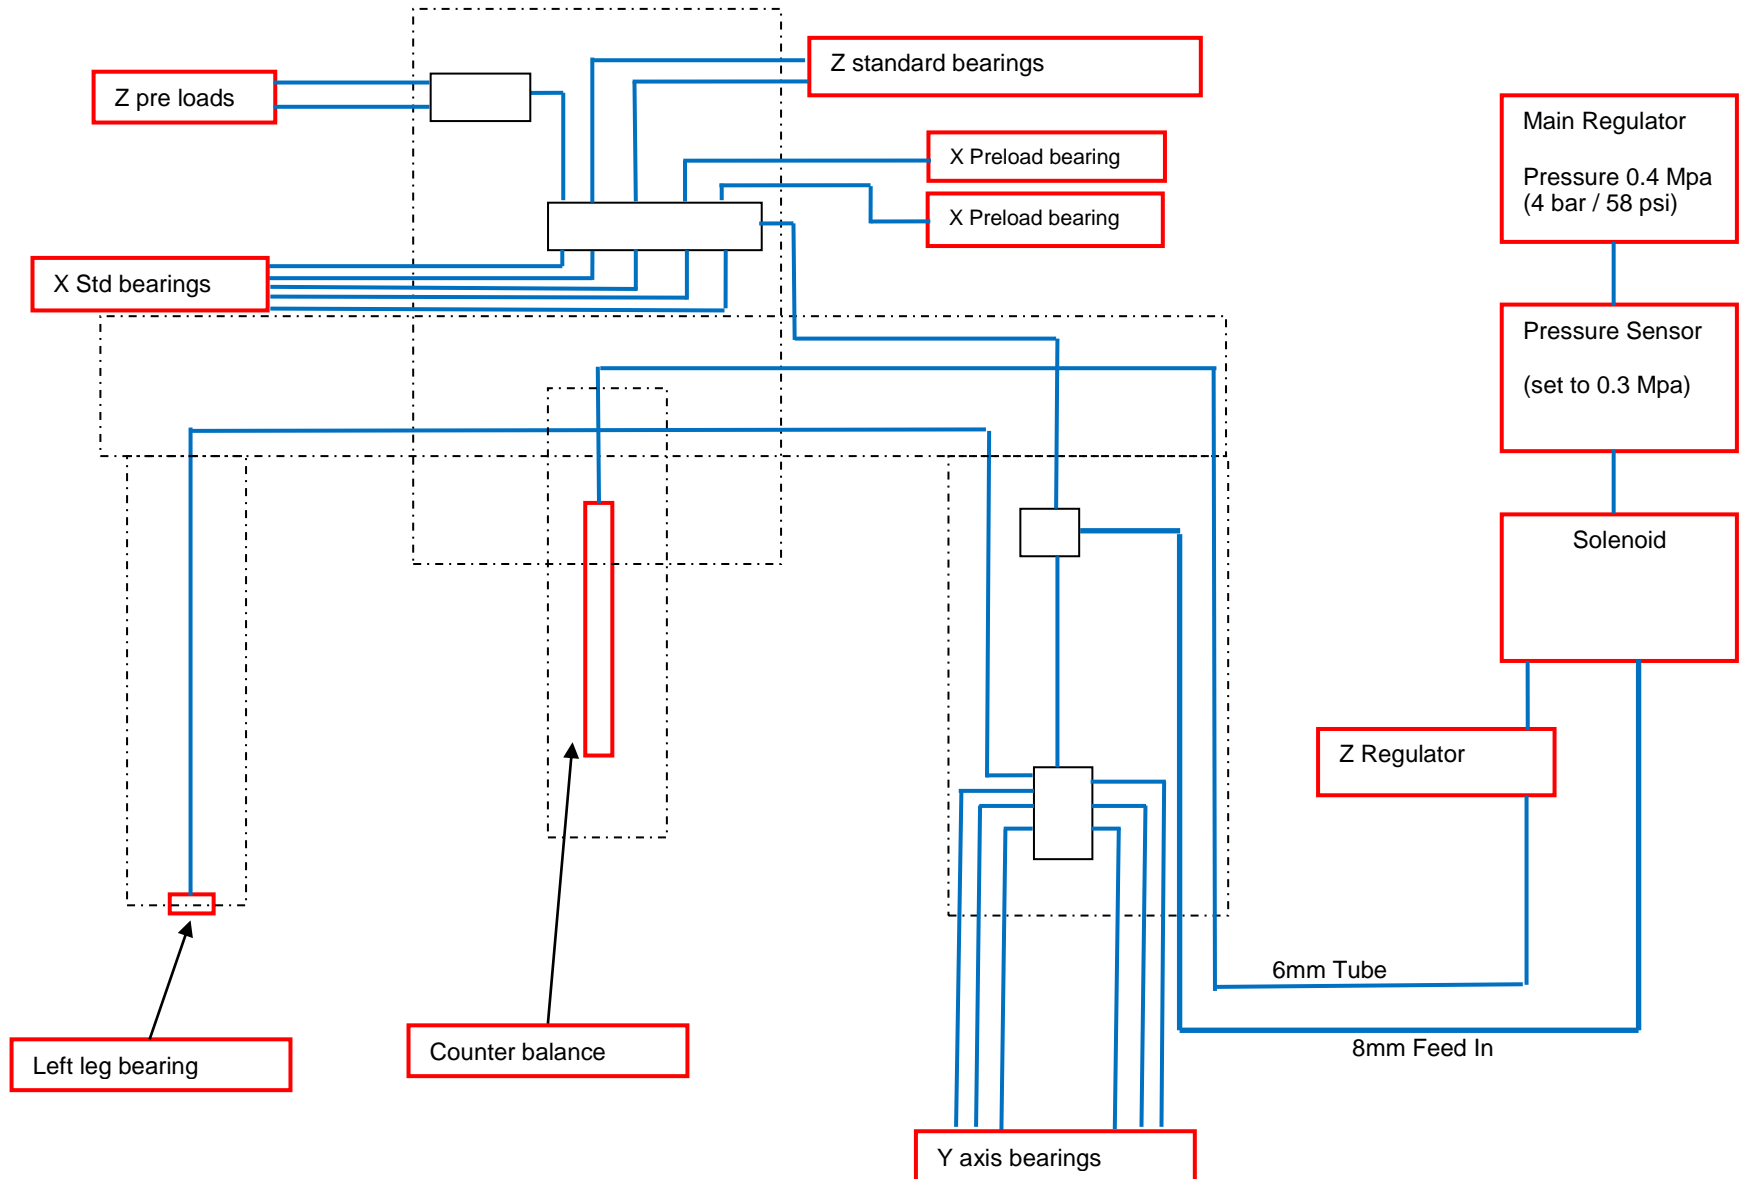 Z pre loads
Z standard bearings
X Preload bearing
X Preload bearing
X Std bearings
Main Regulator
Pressure 0.4 Mpa
(4 bar / 58 psi)
Pressure Sensor
(set to 0.3 Mpa)
Solenoid
Z Regulator
6mm Tube
8mm Feed In
Left leg bearing
Counter balance
Y axis bearings